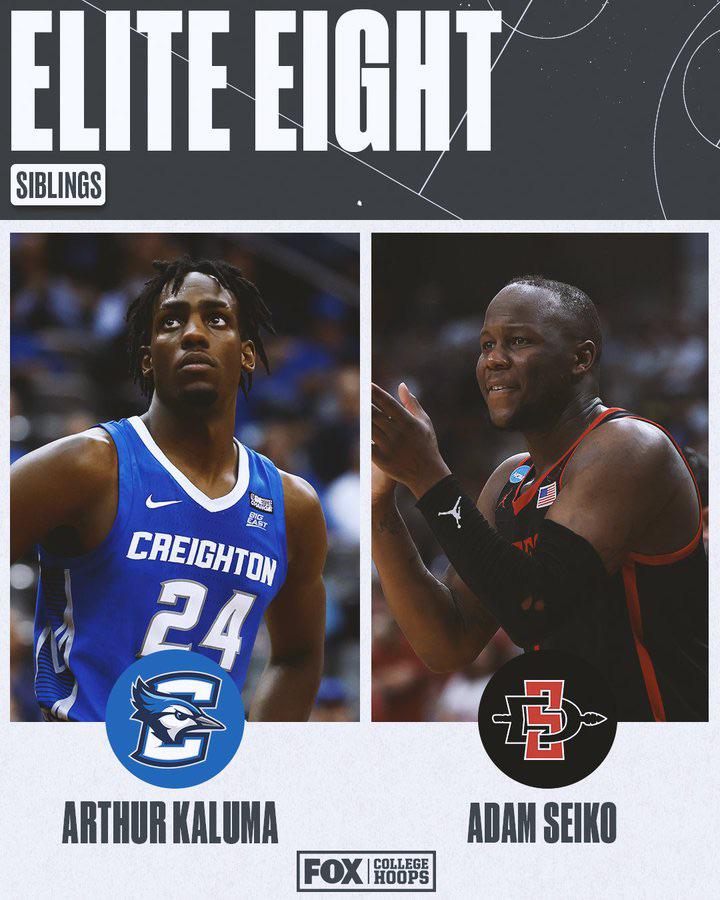 ELITE EIGHT
SIBLINGS
BIG
EAST
CREIGHTON
24
ARTHUR KALUMA
ADAM SEIKO
FOX COLLEGE
HOOPS